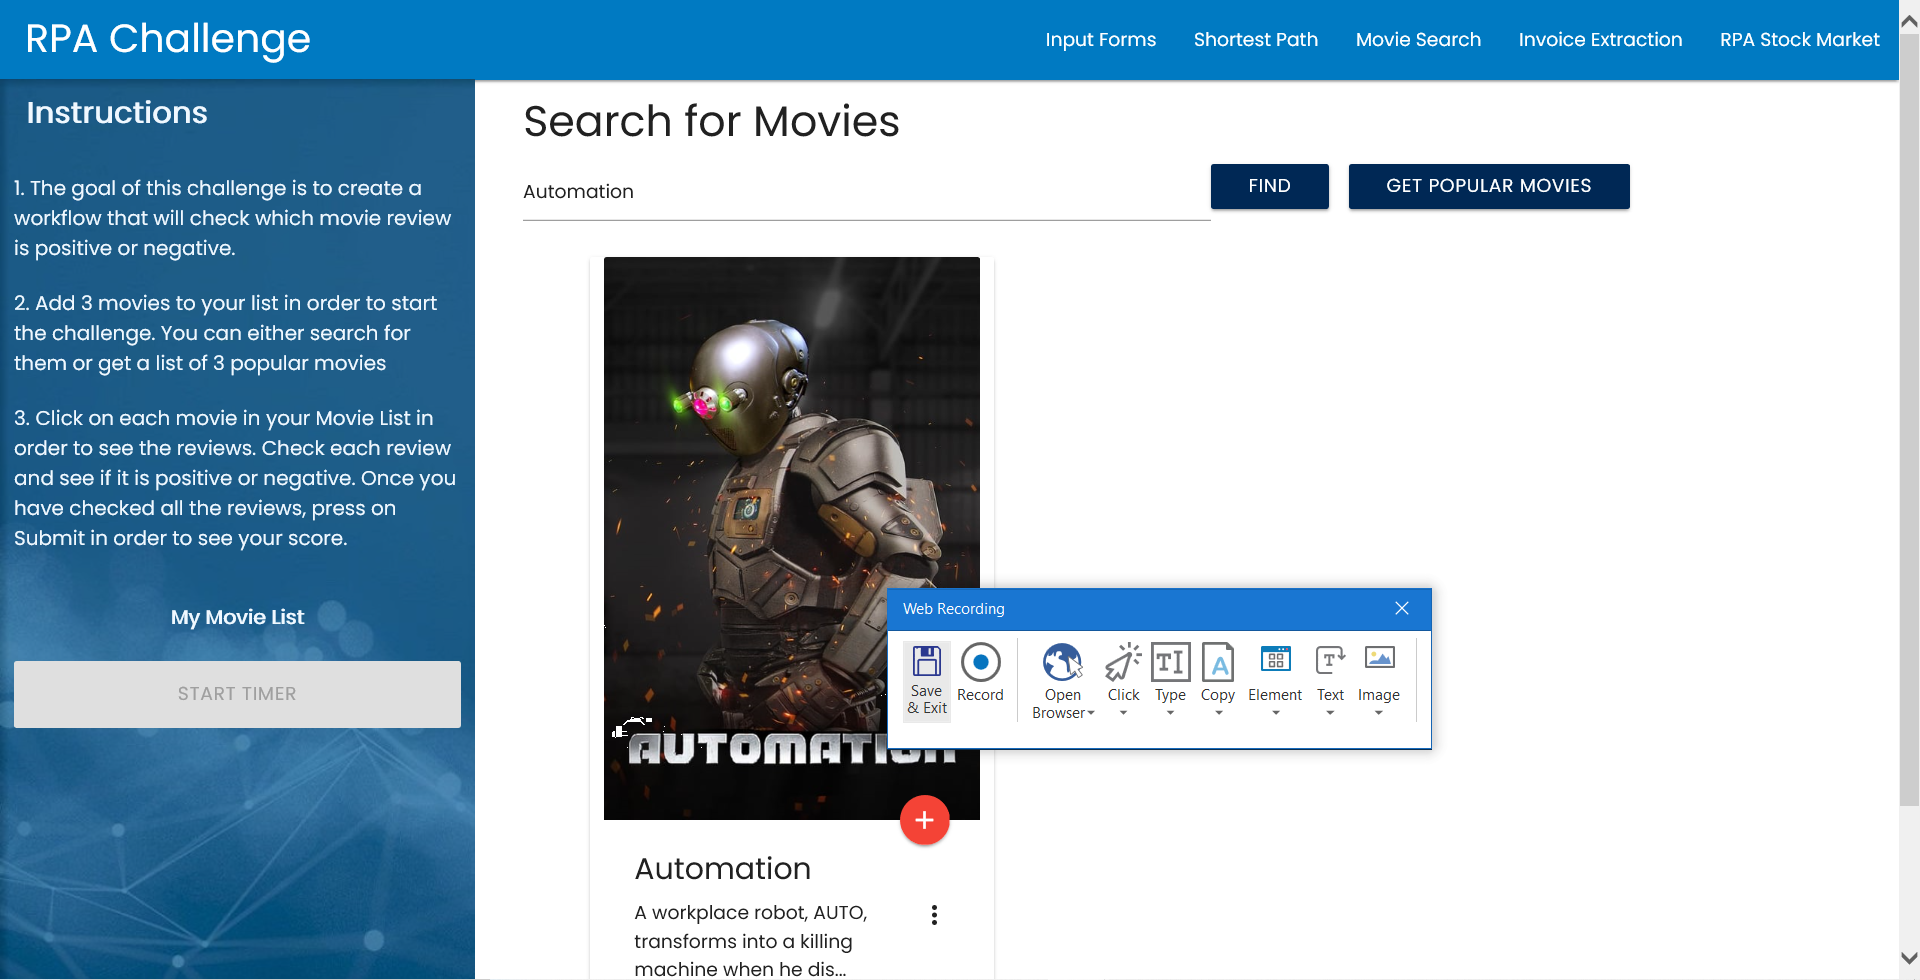 RPA Challenge
Input Forms
Shortest Path
Movie Search
Invoice Extraction
RPA Stock Market
Instructions
1. The goal of this challenge is to create a
workflow that will check which movie review
is positive or negative.
2. Add 3 movies to your list in order to start
the challenge. You can either search for
them or get a list of 3 popular movies
3. Click on each movie in your Movie List in
order to see the reviews. Check each review
and see if it is positive or negative. Once you
have checked all the reviews, press on
Submit in order to see your score.
My Movie List
START TIMER
Search for Movies
Automation
FIND
GET POPULAR MOVIES
AUTOMATION
Automation
A workplace robot, AUTO,
transforms into a killing
machine when he dis...
Web Recording
Save
& Exit
Record
Open
Browser
Click
Type
Copy
Element
Text
Image